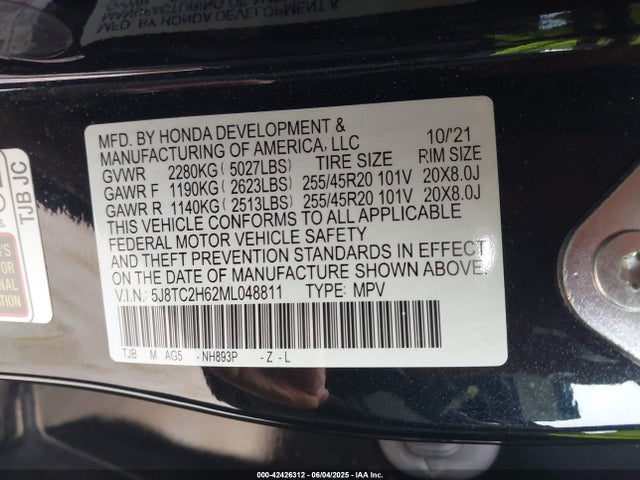 MFD. BY HONDA DEVELOPMENT &
MANUFACTURING OF AMERICA, LLC 10/'21
GVWR 2280KG ( 5027LBS) TIRE SIZE RIM SIZE
GAWR F 1190KG ( 2623LBS) 255/45R20 101V 20X8.0J
GAWR R 1140KG ( 2513LBS) 255/45R20 101V 20X8.0J
THIS VEHICLE CONFORMS TO ALL APPLICABLE
FEDERAL MOTOR VEHICLE SAFETY
AND THEFT PREVENTION STANDARDS IN EFFECT
ON THE DATE OF MANUFACTURE SHOWN ABOVE.
V.I.N.: 5J8TC2H62ML048811 TYPE: MPV
TJB M AG5 -NH893P -Z-L
TJB JC
000-42426312 - 06/04/2025 - IAA Inc.